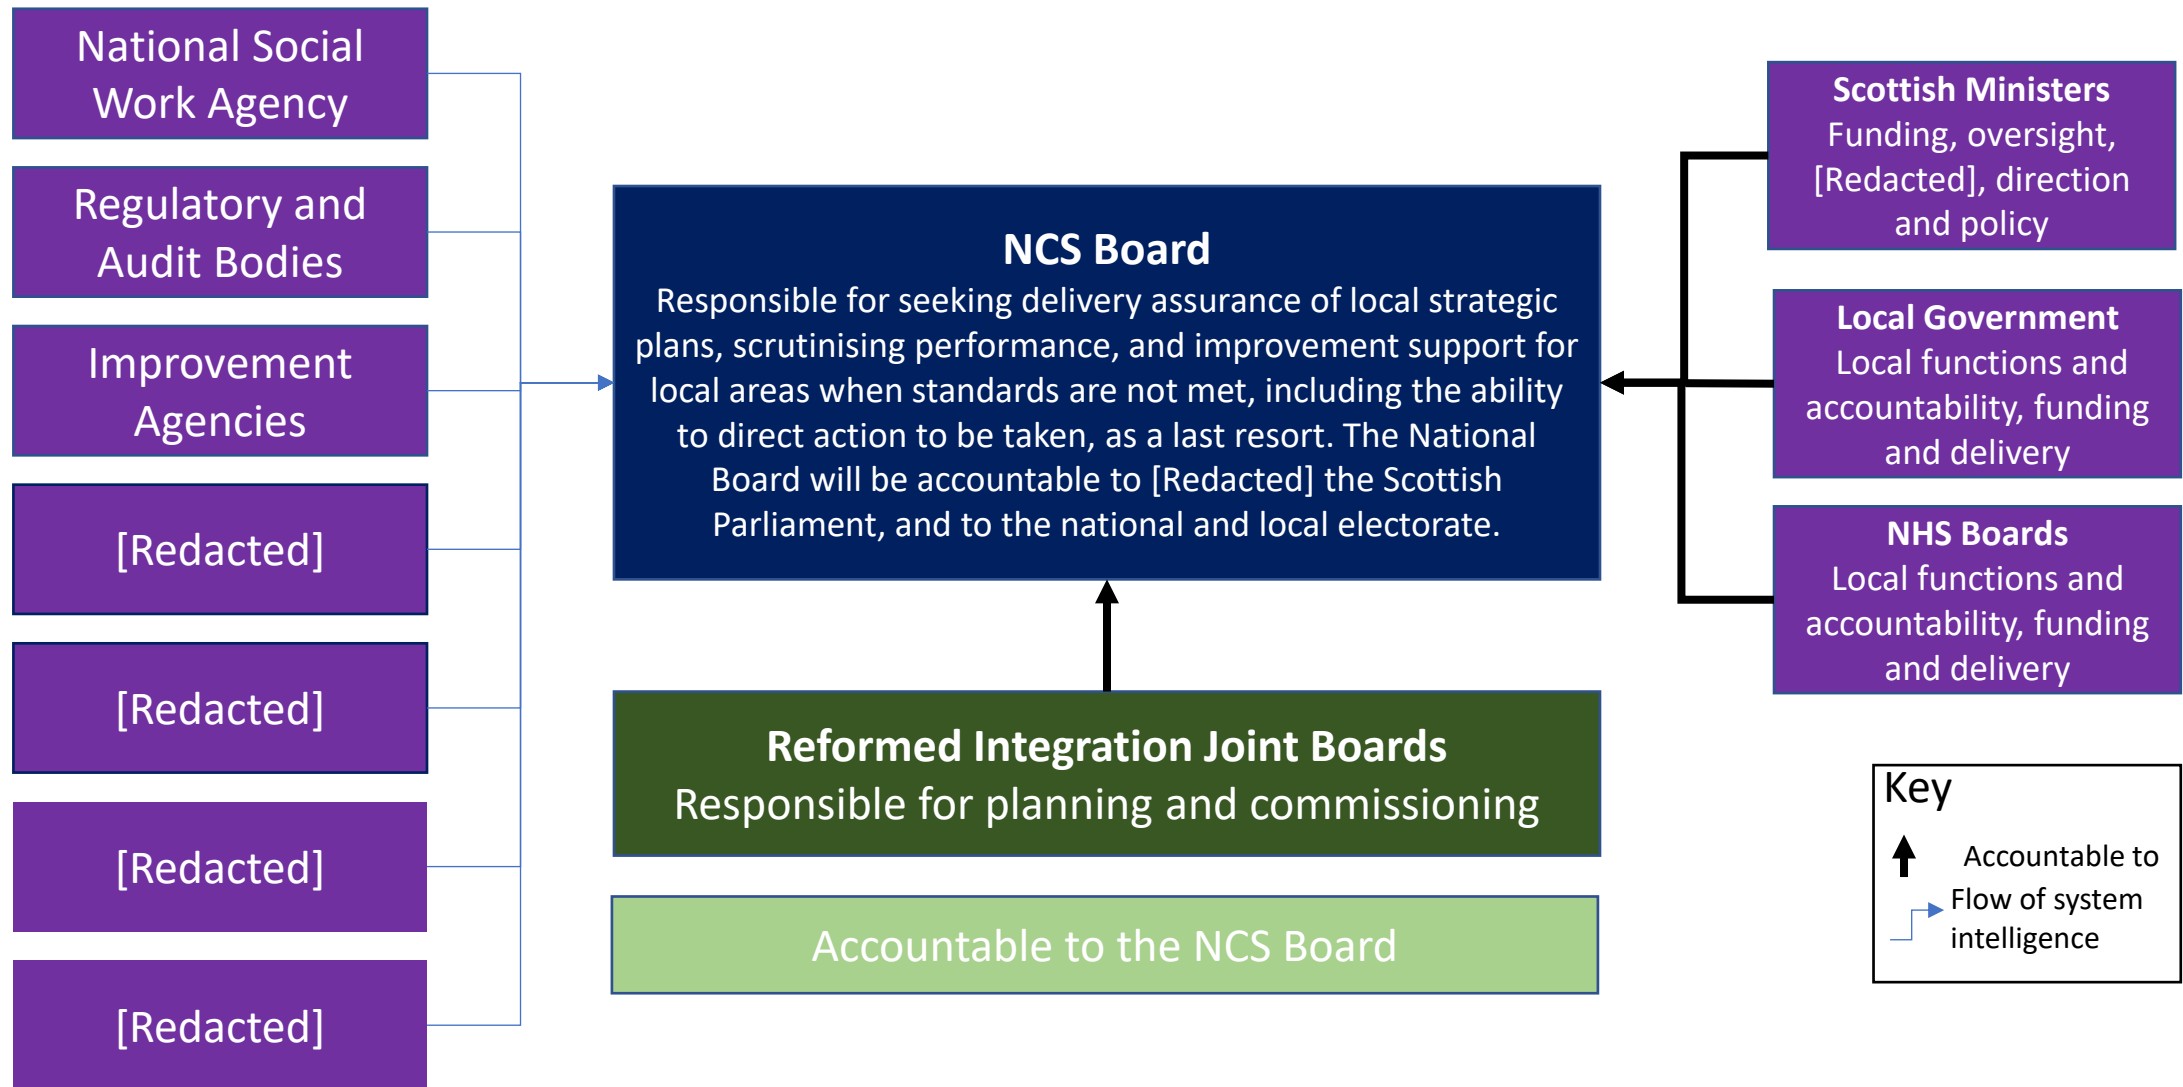 National Social
Work Agency
Regulatory and
Audit Bodies
Improvement
Agencies
[Redacted]
[Redacted]
[Redacted]
[Redacted]
NCS Board
Responsible for seeking delivery assurance of local strategic
plans, scrutinising performance, and improvement support for
local areas when standards are not met, including the ability
to direct action to be taken, as a last resort. The National
Board will be accountable to [Redacted] the Scottish
Parliament, and to the national and local electorate.
Reformed Integration Joint Boards
Responsible for planning and commissioning
Accountable to the NCS Board
Scottish Ministers
Funding, oversight,
[Redacted], direction
and policy
Local Government
Local functions and
accountability, funding
and delivery
NHS Boards
Local functions and
accountability, funding
and delivery
Key
Accountable to
Flow of system
intelligence